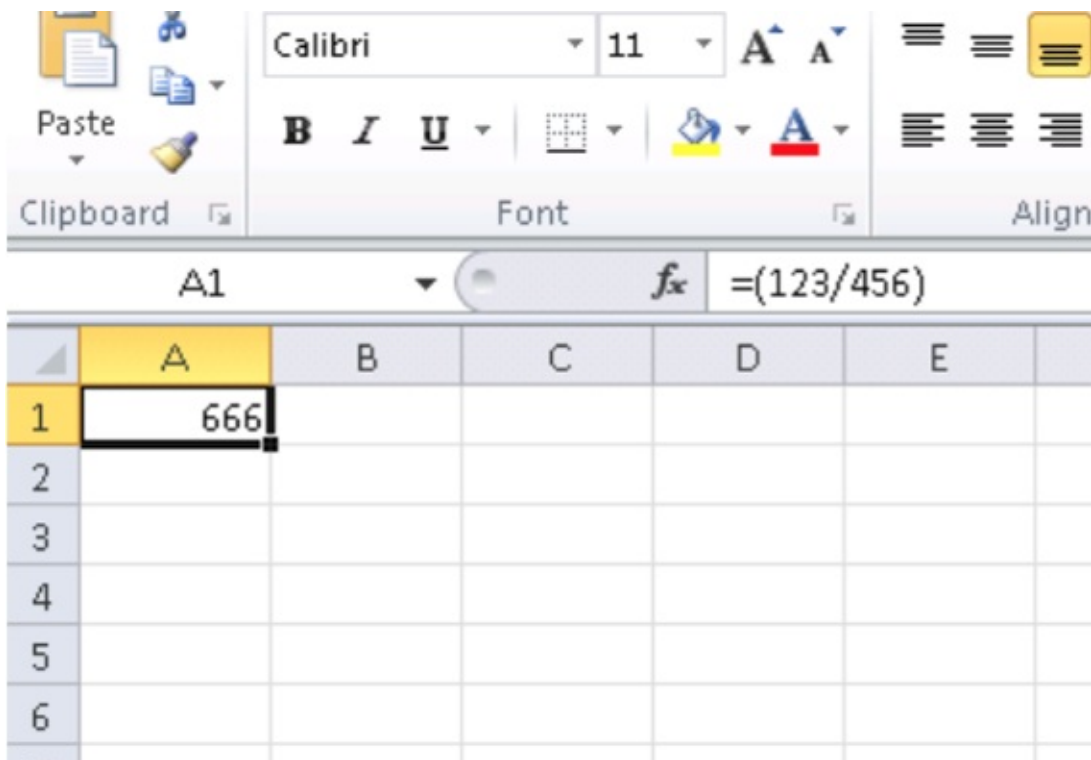 Calibri 11 A A
Paste B I U A
Clipboard Font Align
A1 fx =(123/456)
A B C D E
1 666
2
3
4
5
6